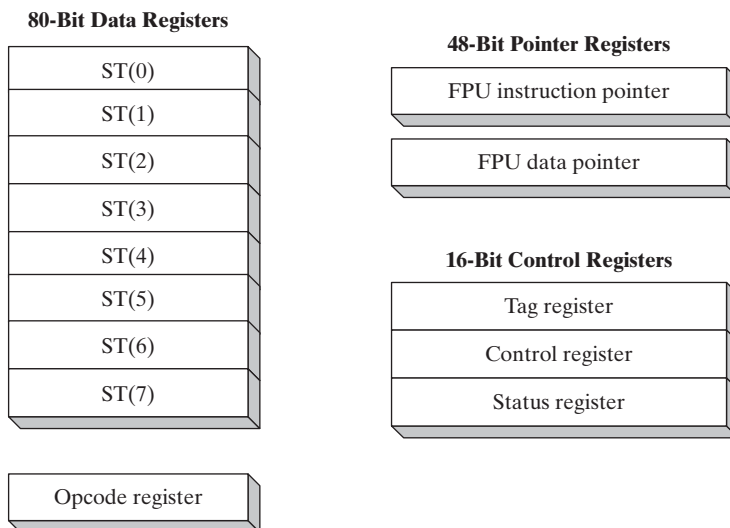 80-Bit Data Registers
ST(0)
ST(1)
ST(2)
ST(3)
ST(4)
ST(5)
ST(6)
ST(7)
Opcode register
48-Bit Pointer Registers
FPU instruction pointer
FPU data pointer
16-Bit Control Registers
Tag register
Control register
Status register